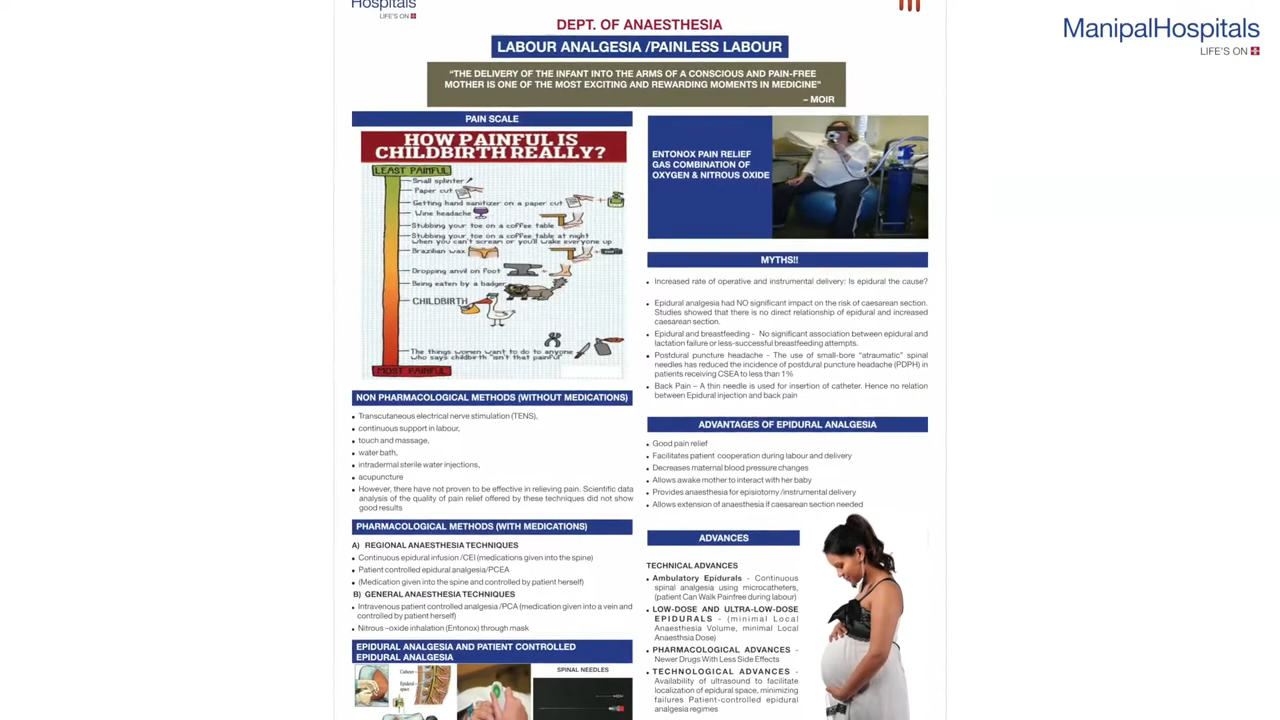 Hospitals
LIFE'S ON
ManipalHospitals
LIFE'S ON
DEPT. OF ANAESTHESIA
LABOUR ANALGESIA /PAINLESS LABOUR
"THE DELIVERY OF THE INFANT INTO THE ARMS OF A CONSCIOUS AND PAIN-FREE
MOTHER IS ONE OF THE MOST EXCITING AND REWARDING MOMENTS IN MEDICINE"
– MOIR
PAIN SCALE
HOW PAINFUL IS
CHILDBIRTH REALLY?
LEAST PAINFUL
Small splinter
Paper cut
Getting hand sanitizer on a paper cut
Wine headache
Stubbing your toe on a coffee table
Stubbing your toe on a coffee table at night
when you can't scream or you'll wake everyone up
Brazilian wax
Dropping anvil on foot
Being eaten by a badger
CHILDBIRTH
The things women want to do to anyone
who says childbirth "isn't that painful"
MOST PAINFUL
NON PHARMACOLOGICAL METHODS (WITHOUT MEDICATIONS)
• Transcutaneous electrical nerve stimulation (TENS),
• continuous support in labour,
• touch and massage,
• water bath,
• intradermal sterile water injections,
• acupuncture
• However, there have not proven to be effective in relieving pain. Scientific data
analysis of the quality of pain relief offered by these techniques did not show
good results
PHARMACOLOGICAL METHODS (WITH MEDICATIONS)
A) REGIONAL ANAESTHESIA TECHNIQUES
• Continuous epidural infusion /CEI (medications given into the spine)
• Patient controlled epidural analgesia/PCEA
• (Medication given into the spine and controlled by patient herself)
B) GENERAL ANAESTHESIA TECHNIQUES
• Intravenous patient controlled analgesia /PCA (medication given into a vein and
controlled by patient herself)
• Nitrous –oxide inhalation (Entonox) through mask
EPIDURAL ANALGESIA AND PATIENT CONTROLLED
EPIDURAL ANALGESIA
Catheter
Epidural
space
SPINAL NEEDLES
ENTONOX PAIN RELIEF
GAS COMBINATION OF
OXYGEN & NITROUS OXIDE
MYTHS!!
• Increased rate of operative and instrumental delivery: Is epidural the cause?
• Epidural analgesia had NO significant impact on the risk of caesarean section.
Studies showed that there is no direct relationship of epidural and increased
caesarean section.
• Epidural and breastfeeding - No significant association between epidural and
lactation failure or less-successful breastfeeding attempts.
• Postdural puncture headache - The use of small-bore "atraumatic" spinal
needles has reduced the incidence of postdural puncture headache (PDPH) in
patients receiving CSEA to less than 1%
• Back Pain – A thin needle is used for insertion of catheter. Hence no relation
between Epidural injection and back pain
ADVANTAGES OF EPIDURAL ANALGESIA
• Good pain relief
• Facilitates patient cooperation during labour and delivery
• Decreases maternal blood pressure changes
• Allows awake mother to interact with her baby
• Provides anaesthesia for episiotomy /instrumental delivery
• Allows extension of anaesthesia if caesarean section needed
ADVANCES
TECHNICAL ADVANCES
• Ambulatory Epidurals - Continuous
spinal analgesia using microcatheters,
(patient Can Walk Painfree during labour)
• LOW-DOSE AND ULTRA-LOW-DOSE
EPIDURALS - (minimal Local
Anaesthesia Volume, minimal Local
Anaesthsia Dose)
• PHARMACOLOGICAL ADVANCES -
Newer Drugs With Less Side Effects
• TECHNOLOGICAL ADVANCES -
Availability of ultrasound to facilitate
localization of epidural space, minimizing
failures Patient-controlled epidural
analgesia regimes